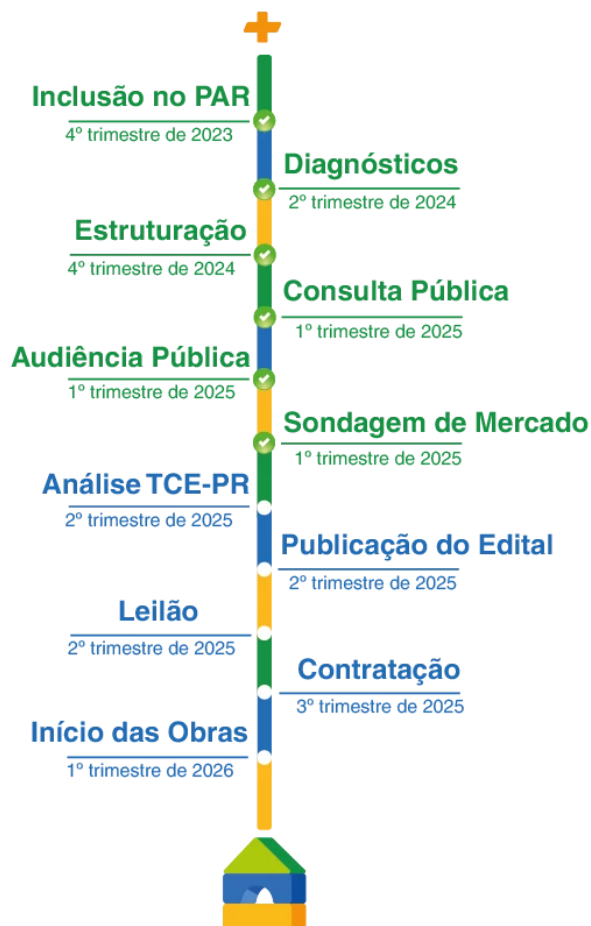 Inclusão no PAR
4º trimestre de 2023
Diagnósticos
2º trimestre de 2024
Estruturação
4º trimestre de 2024
Consulta Pública
1º trimestre de 2025
Audiência Pública
1º trimestre de 2025
Sondagem de Mercado
1º trimestre de 2025
Análise TCE-PR
2º trimestre de 2025
Publicação do Edital
2º trimestre de 2025
Leilão
2º trimestre de 2025
Contratação
3º trimestre de 2025
Início das Obras
1º trimestre de 2026